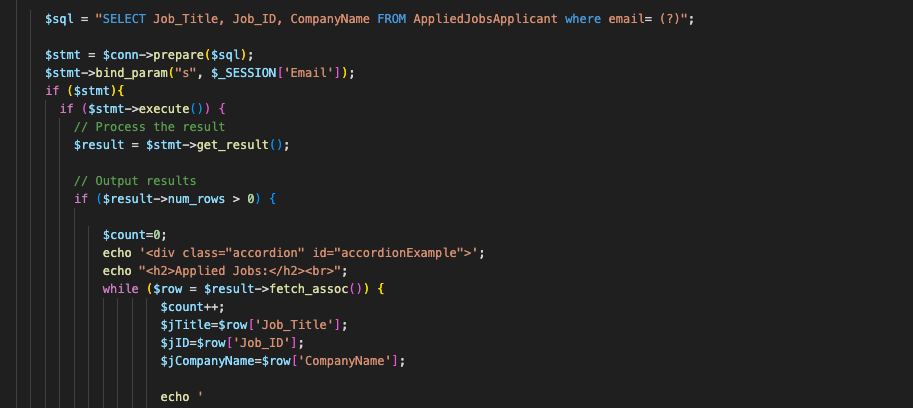 $sql = "SELECT Job_Title, Job_ID, CompanyName FROM AppliedJobsApplicant where email= (?)";
$stmt = $conn->prepare($sql);
$stmt->bind_param("s", $_SESSION['Email']);
if ($stmt){
if ($stmt->execute()) {
// Process the result
$result = $stmt->get_result();
// Output results
if ($result->num_rows > 0) {
$count=0;
echo '<div class="accordion" id="accordionExample">';
echo "<h2>Applied Jobs:</h2><br>";
while ($row = $result->fetch_assoc()) {
$count++;
$jTitle=$row['Job_Title'];
$jID=$row['Job_ID'];
$jCompanyName=$row['CompanyName'];
echo '